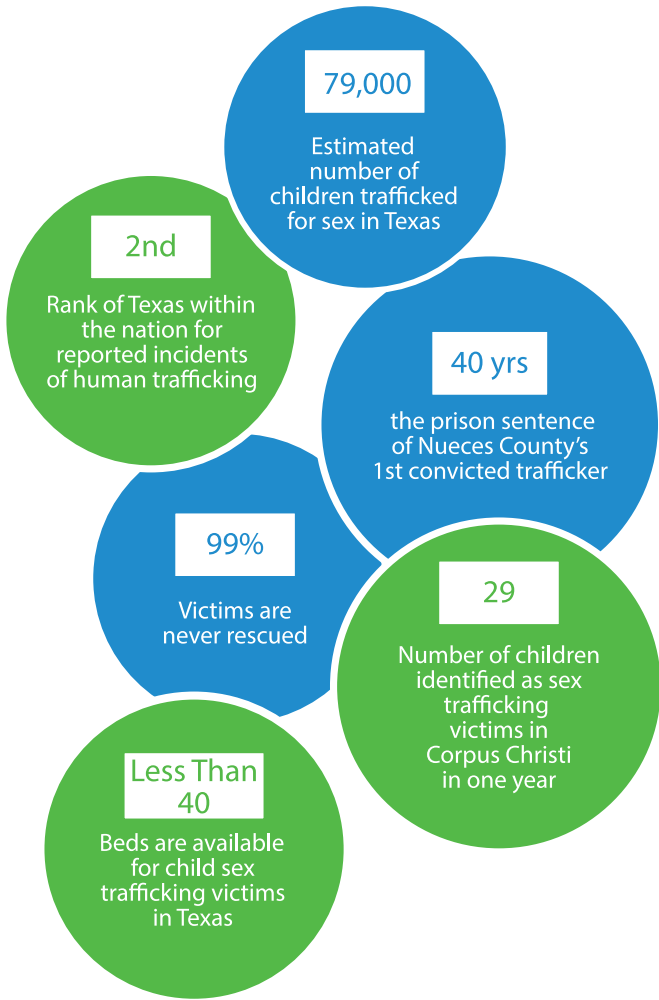 79,000
Estimated
number of
children trafficked
for sex in Texas
2nd
Rank of Texas within
the nation for
reported incidents
of human trafficking
40 yrs
the prison sentence
of Nueces County's
1st convicted trafficker
99%
Victims are
never rescued
29
Number of children
identified as sex
trafficking
victims in
Corpus Christi
in one year
Less Than
40
Beds are available
for child sex
trafficking victims
in Texas